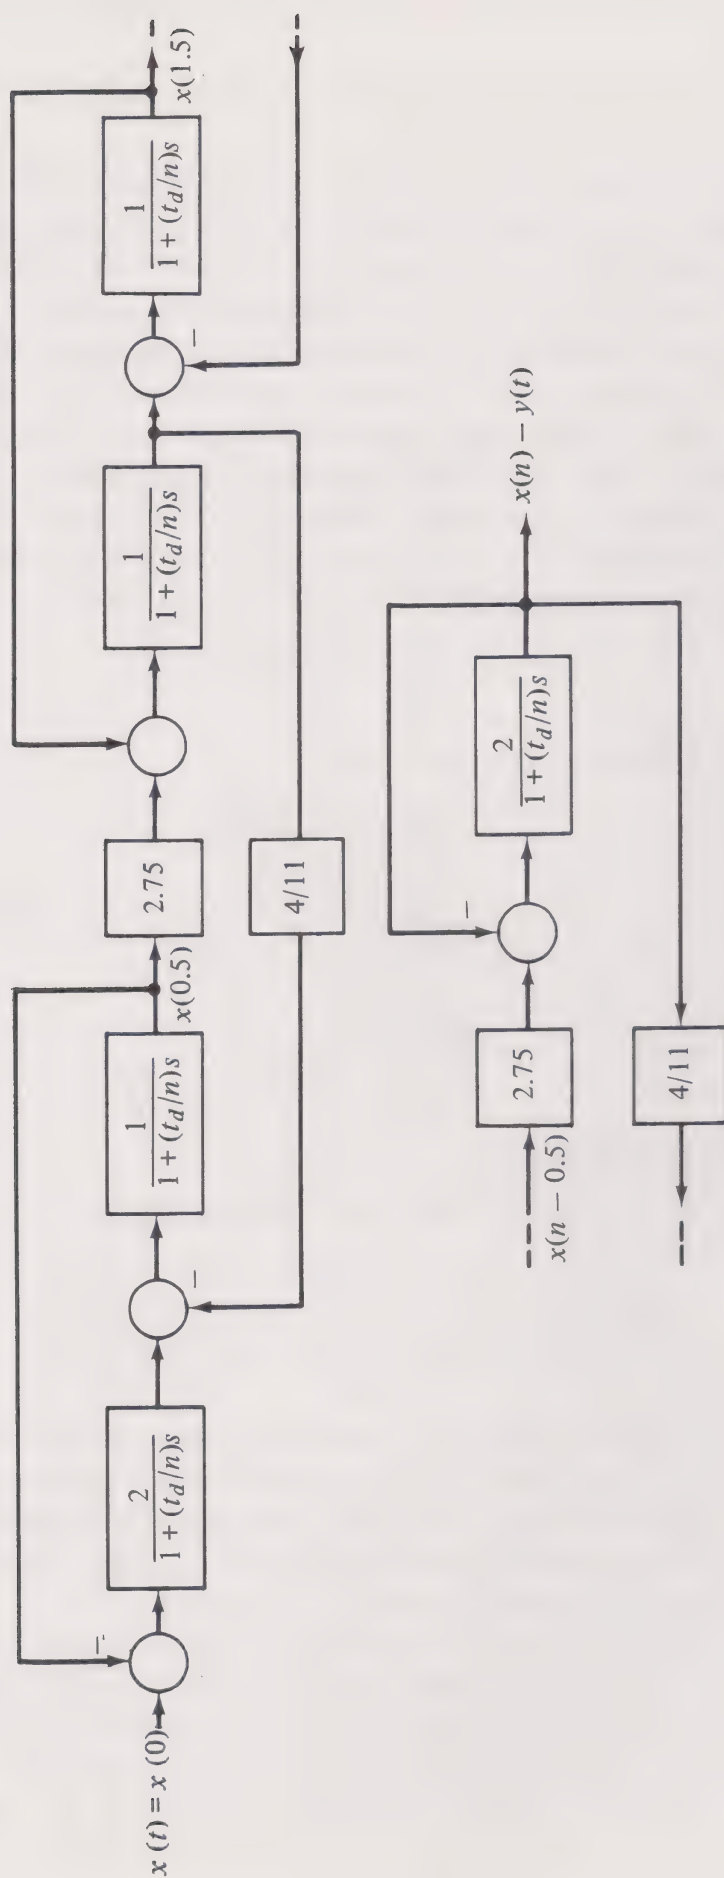 x (t) = x (0)
−
2
1 + (t_d/n)s
−
1
1 + (t_d/n)s
x(0.5)
2.75
4/11
1
1 + (t_d/n)s
−
1
1 + (t_d/n)s
x(1.5)
x(n − 0.5)
2.75
−
2
1 + (t_d/n)s
x(n) − y(t)
4/11